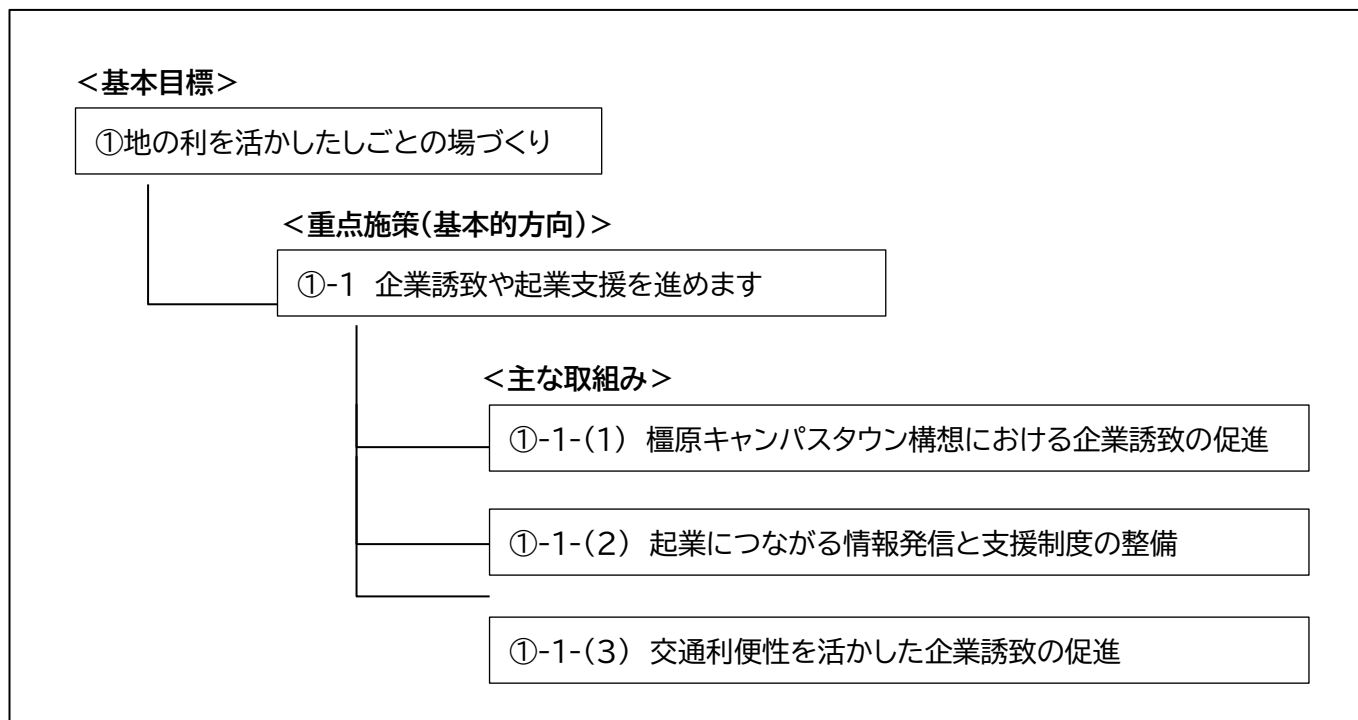 ＜基本目標＞
①地の利を活かしたしごとの場づくり
＜重点施策(基本的方向)＞
①-1　企業誘致や起業支援を進めます
＜主な取組み＞
①-1-(1)　橿原キャンパスタウン構想における企業誘致の促進
①-1-(2)　起業につながる情報発信と支援制度の整備
①-1-(3)　交通利便性を活かした企業誘致の促進